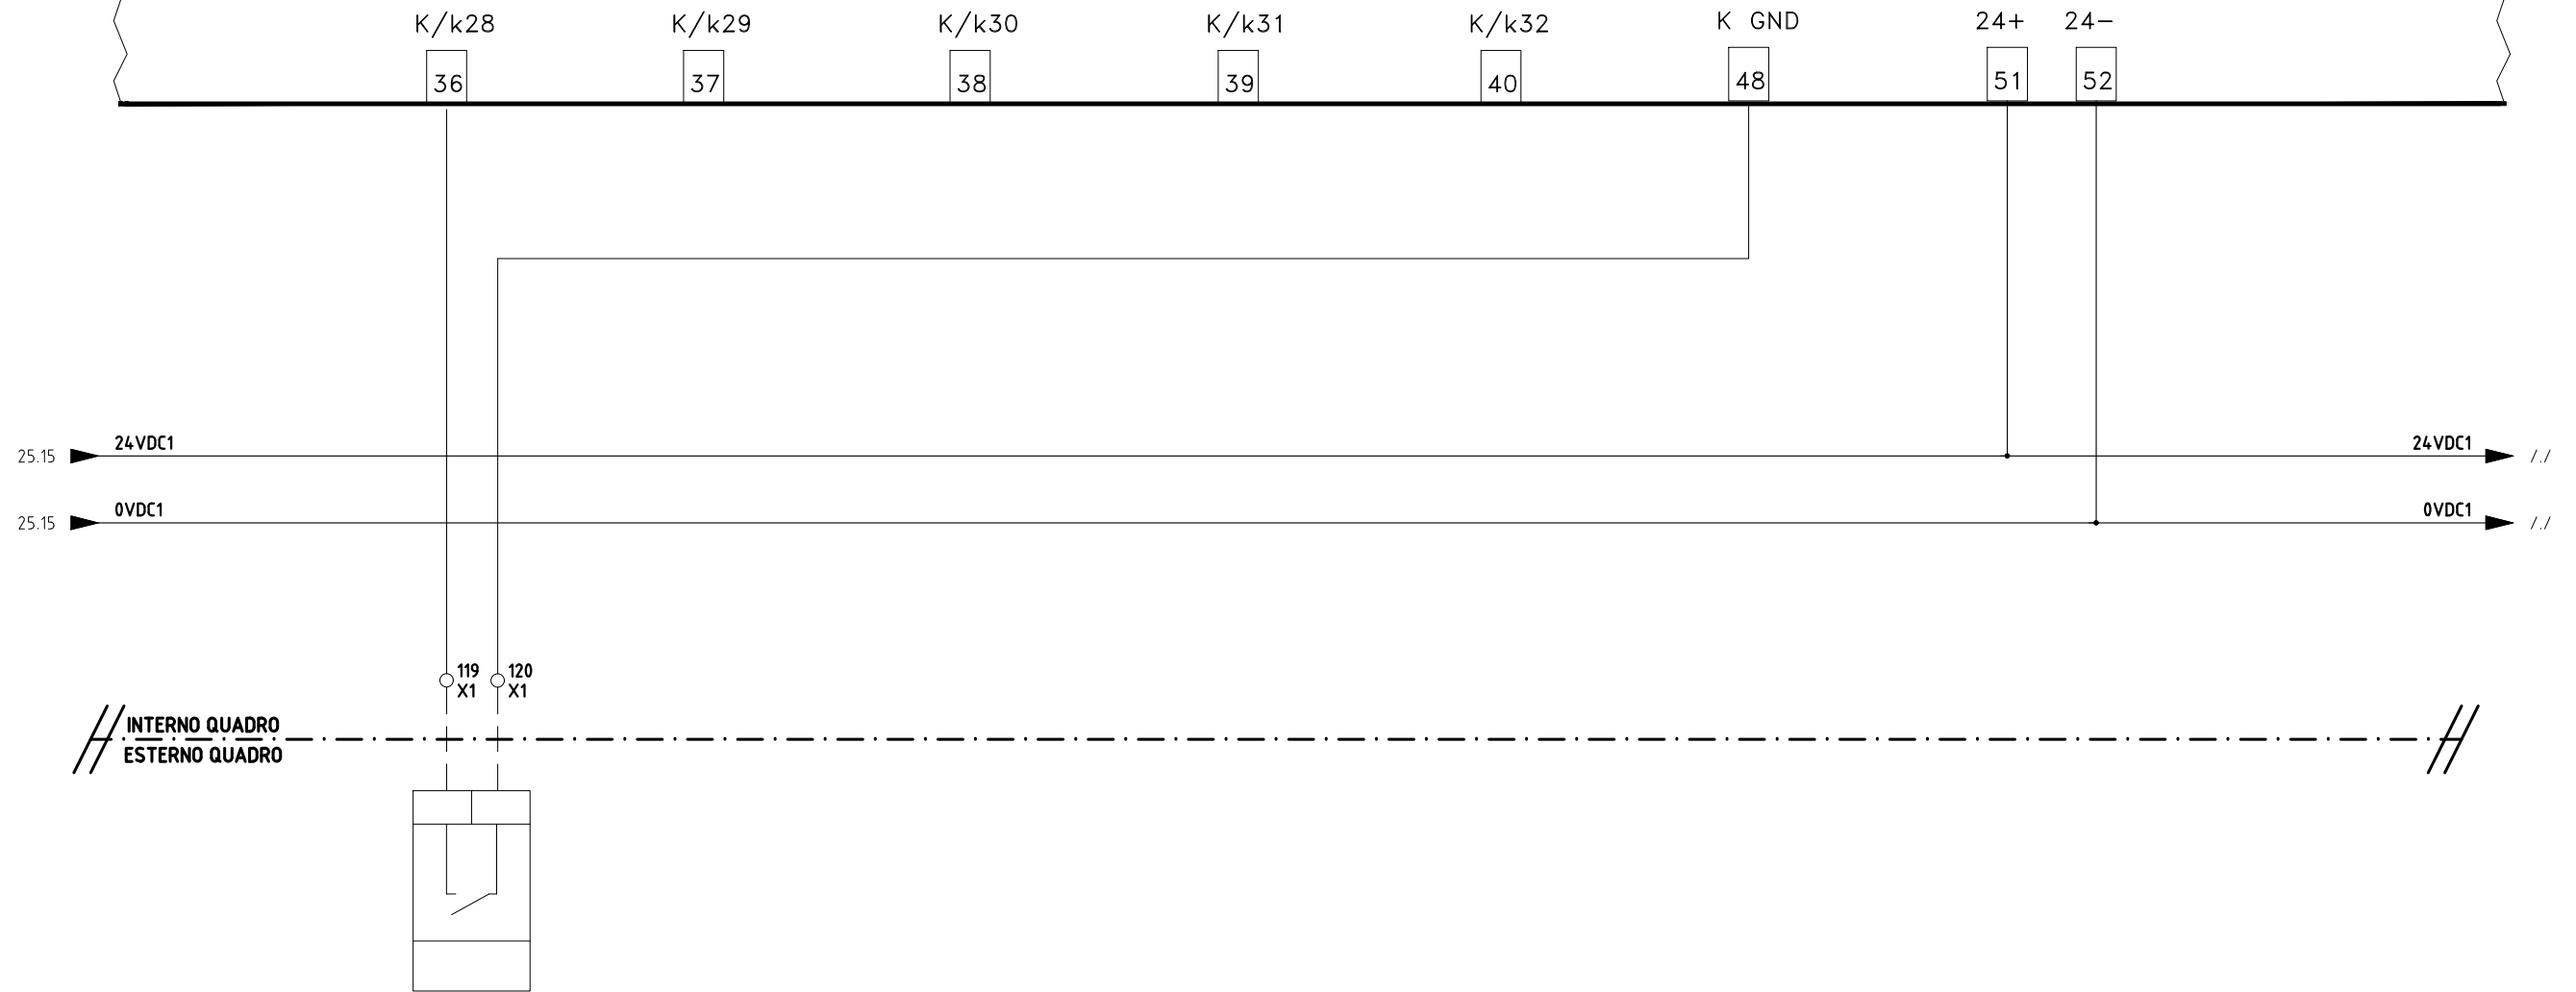 K/k28 K/k29 K/k30 K/k31 K/k32 K GND 24+ 24-
36 37 38 39 40 48 51 52
24VDC1 24VDC1
25.15 /./
0VDC1 0VDC1
25.15 /./
119 120
X1 X1
INTERNO QUADRO
ESTERNO QUADRO